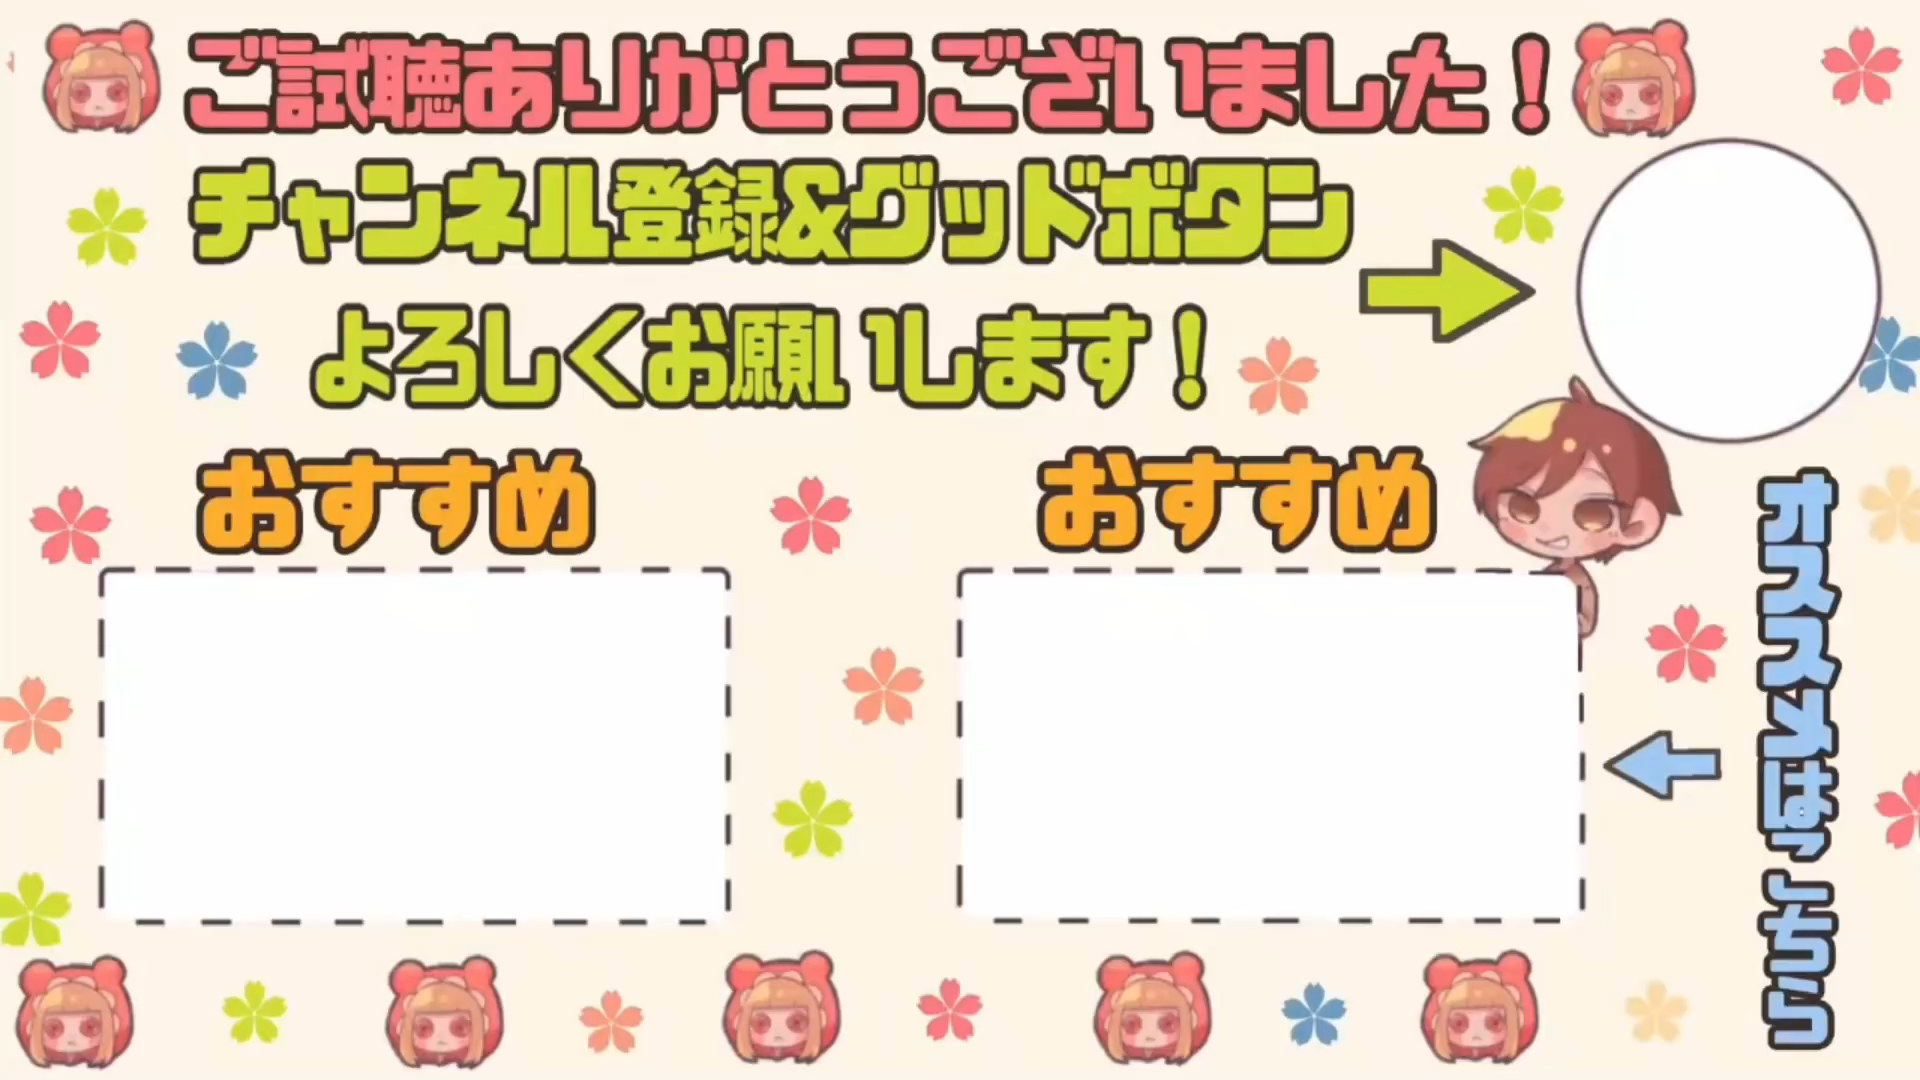 ご試聴ありがとうございました！
チャンネル登録&グッドボタン
よろしくお願いします！
おすすめ
おすすめ
オススメはこちら